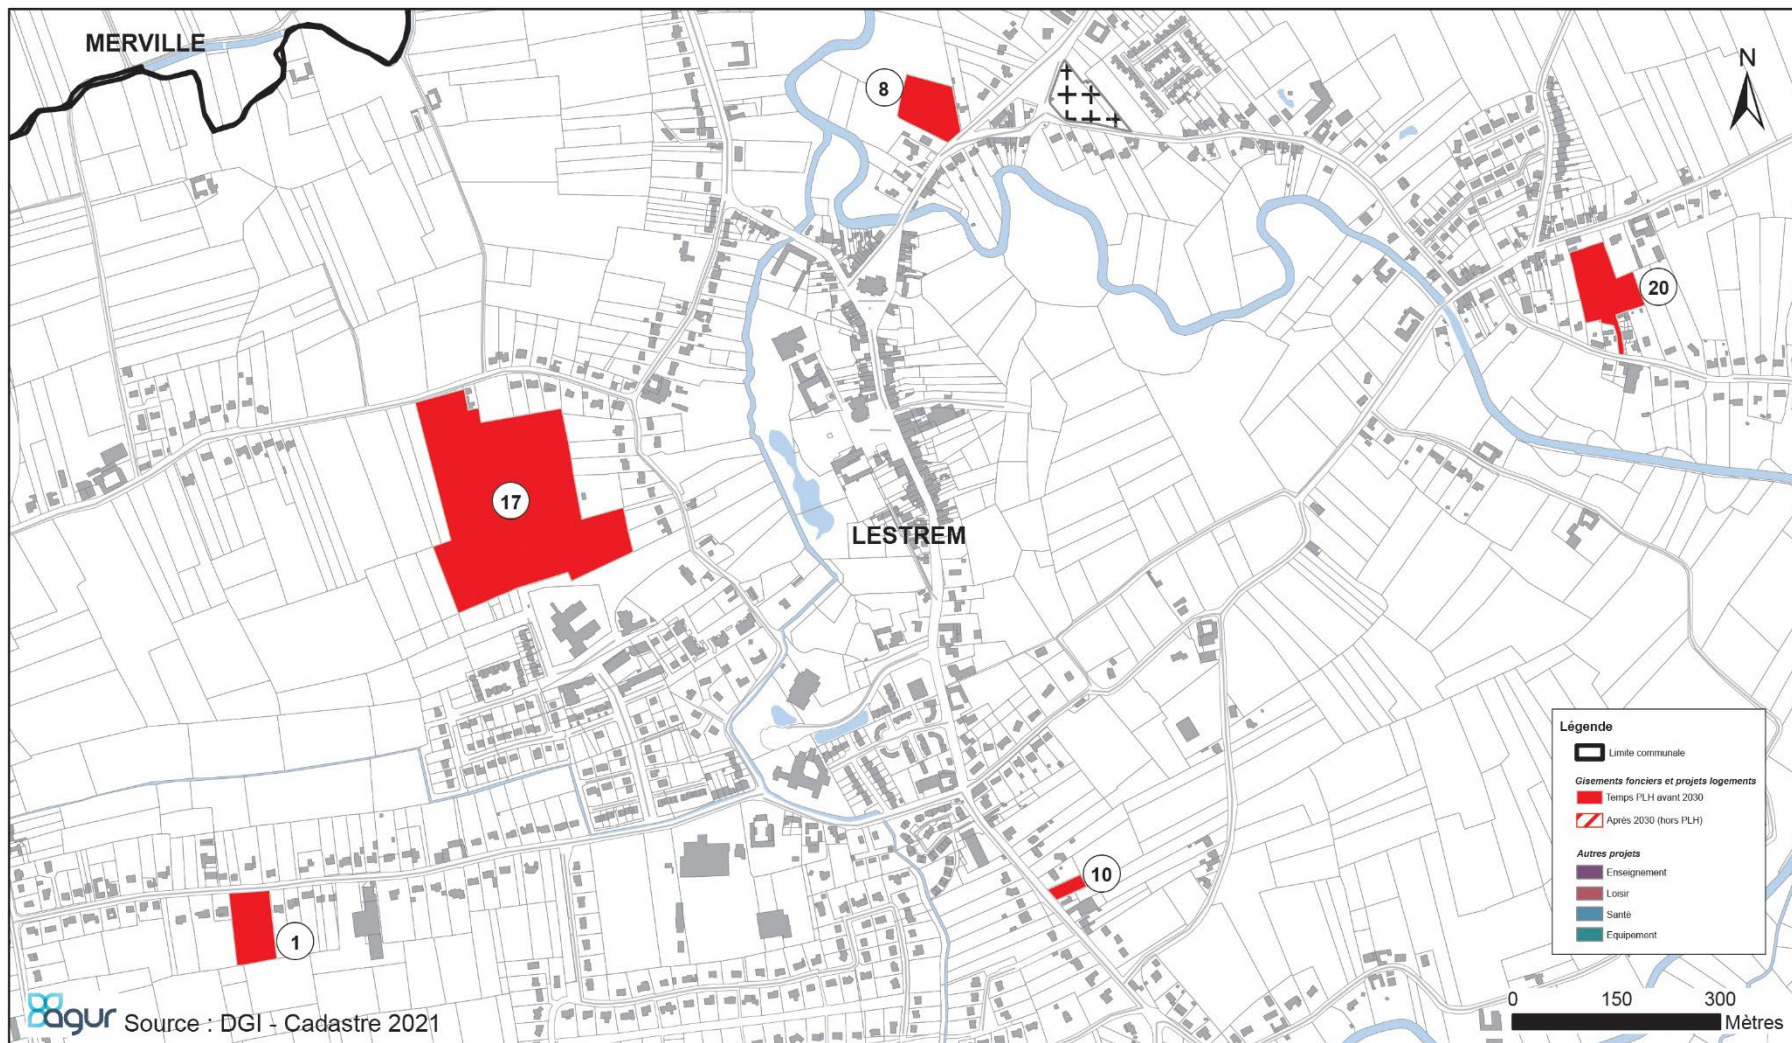 MERVILLE
N
8
20
17
LESTREM
10
1
Légende
Limite communale
Gisements fonciers et projets logements
Temps PLH avant 2030
Après 2030 (hors PLH)
Autres projets
Enseignement
Loisir
Santé
Equipement
0 150 300
Mètres
agur Source : DGI - Cadastre 2021